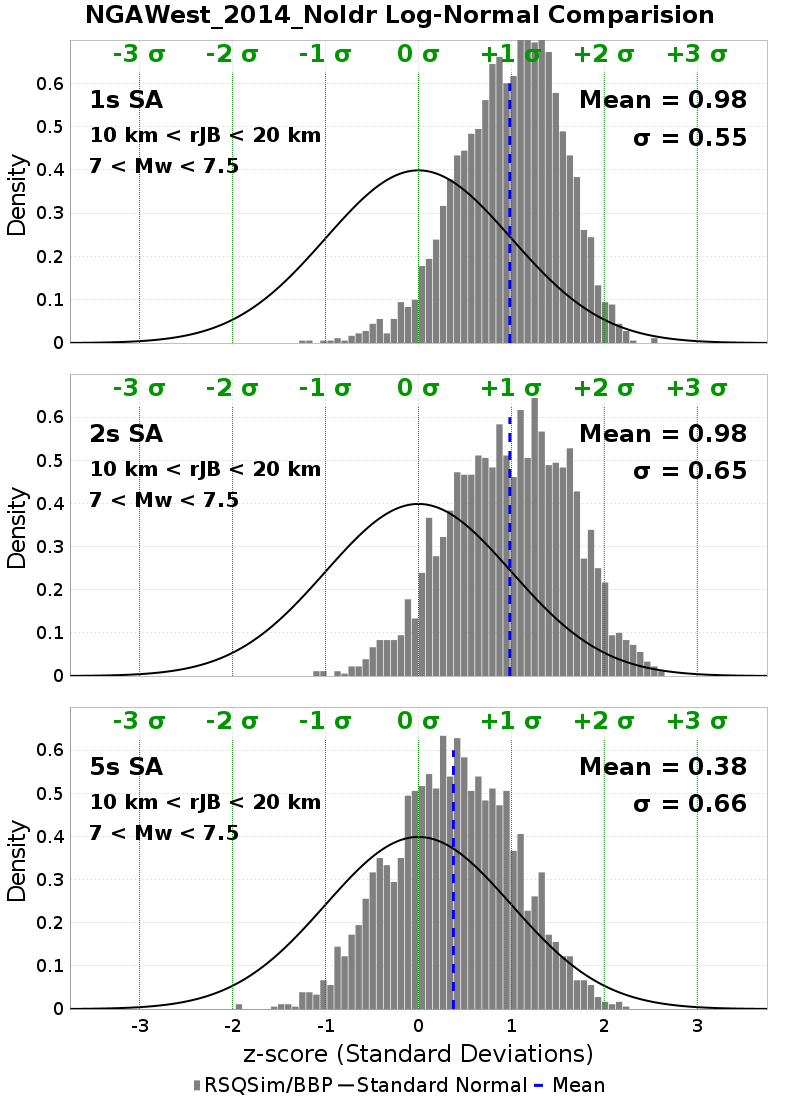 NGAWest_2014_NoIdr Log-Normal Comparision
-3 σ -2 σ -1 σ 0 σ +1 σ +2 σ +3 σ
1s SA Mean = 0.98
10 km < rJB < 20 km σ = 0.55
7 < Mw < 7.5
Density
0.6
0.5
0.4
0.3
0.2
0.1
0
-3 σ -2 σ -1 σ 0 σ +1 σ +2 σ +3 σ
2s SA Mean = 0.98
10 km < rJB < 20 km σ = 0.65
7 < Mw < 7.5
Density
0.6
0.5
0.4
0.3
0.2
0.1
0
-3 σ -2 σ -1 σ 0 σ +1 σ +2 σ +3 σ
5s SA Mean = 0.38
10 km < rJB < 20 km σ = 0.66
7 < Mw < 7.5
Density
0.6
0.5
0.4
0.3
0.2
0.1
0
-3 -2 -1 0 1 2 3
z-score (Standard Deviations)
RSQSim/BBP Standard Normal Mean